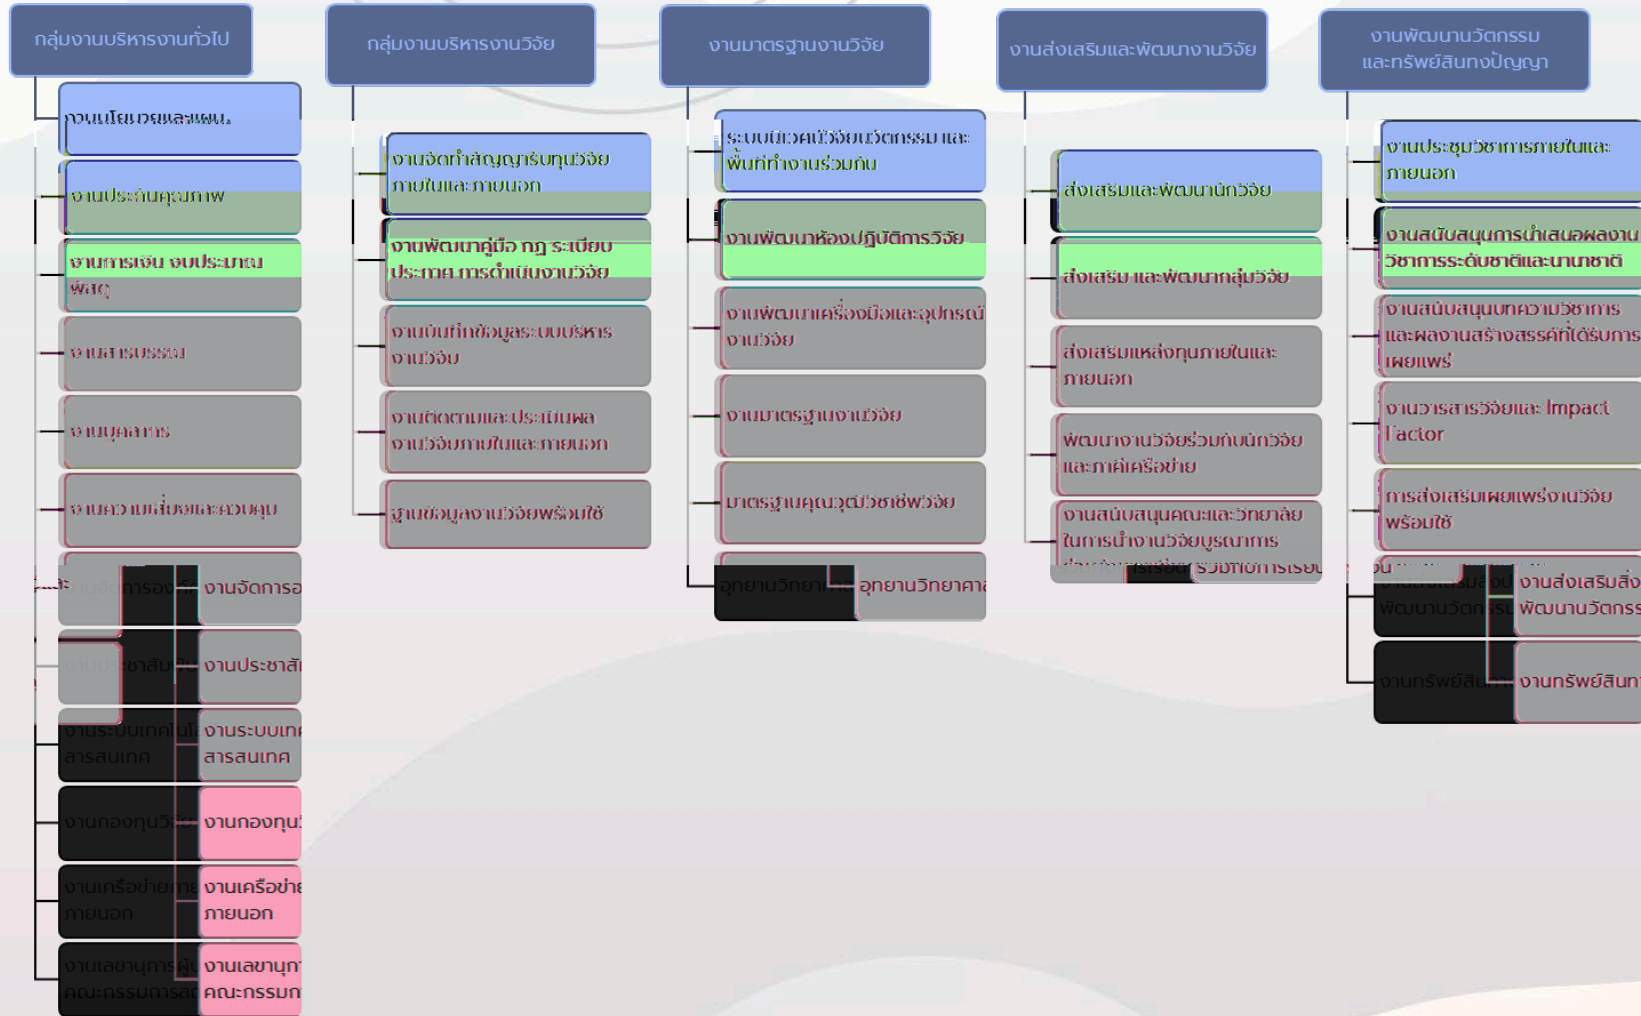 กลุ่มงานบริหารงานทั่วไป
งานนโยบายและแผน
งานประกันคุณภาพ
งานการเงิน งบประมาณ
พัสดุ
งานสารบรรณ
งานบุคลากร
งานความเสี่ยงและควบคุม
งานจัดการอ
งานประชาสั
งานระบบเท
สารสนเทศ
งานกองทุน
งานเครือข่าย
ภายนอก
งานเลขานุกา
คณะกรรมกา
กลุ่มงานบริหารงานวิจัย
งานจัดทำสัญญารับทุนวิจัย
ภายในและภายนอก
งานพัฒนาคู่มือ กฎ ระเบียบ
ประกาศ การดำเนินงานวิจัย
งานบันทึกข้อมูลระบบบริหาร
งานวิจัย
งานติดตามและประเมินผล
งานวิจัยภายในและภายนอก
ฐานข้อมูลงานวิจัยพร้อมใช้
งานมาตรฐานงานวิจัย
ระบบนิเวศน์วิจัยนวัตกรรม และ
พื้นที่ทำงานร่วมกัน
งานพัฒนาห้องปฏิบัติการวิจัย
งานพัฒนาเครื่องมือและอุปกรณ์
งานวิจัย
งานมาตรฐานงานวิจัย
มาตรฐานคุณวุฒิวิชาชีพวิจัย
อุทยานวิทยาศา
งานส่งเสริมและพัฒนางานวิจัย
ส่งเสริมและพัฒนานักวิจัย
ส่งเสริม และพัฒนากลุ่มวิจัย
ส่งเสริมแหล่งทุนภายในและ
ภายนอก
พัฒนางานวิจัยร่วมกับนักวิจัย
และภาคีเครือข่าย
งานสนับสนุนคณะและวิทยาลัย
ในการนำงานวิจัยบูรณาการ
ร่วมกับการเรียน
งานพัฒนานวัตกรรม
และทรัพย์สินทงปัญญา
งานประชุมวิชาการภายในและ
ภายนอก
งานสนับสนุนการนำเสนอผลงาน
วิชาการระดับชาติและนานาชาติ
งานสนับสนุนบทความวิชาการ
และผลงานสร้างสรรค์ที่ได้รับการ
เผยแพร่
งานวารสารวิจัยและ Impact
Factor
การส่งเสริมเผยแพร่งานวิจัย
พร้อมใช้
งานส่งเสริมสิ่ง
พัฒนานวัตกรร
งานทรัพย์สินท